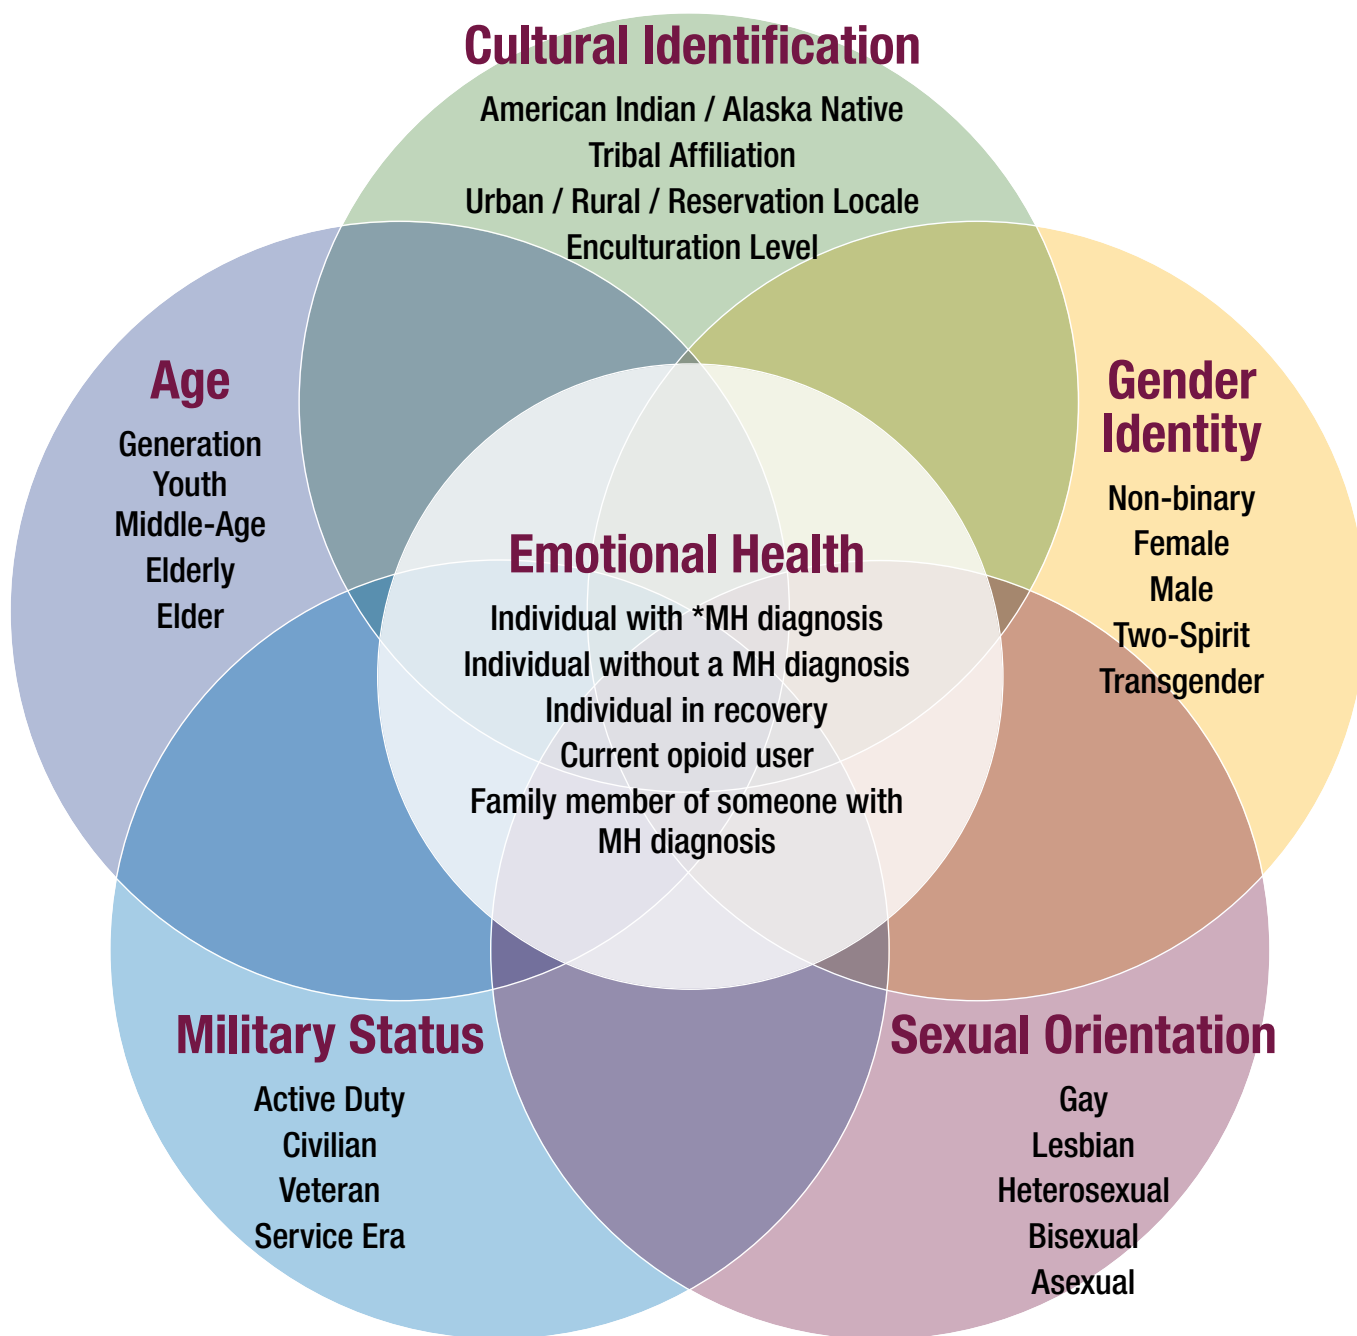 Cultural Identification
American Indian / Alaska Native
Tribal Affiliation
Urban / Rural / Reservation Locale
Enculturation Level
Age
Generation
Youth
Middle-Age
Elderly
Elder
Gender
Identity
Non-binary
Female
Male
Two-Spirit
Transgender
Emotional Health
Individual with *MH diagnosis
Individual without a MH diagnosis
Individual in recovery
Current opioid user
Family member of someone with
MH diagnosis
Military Status
Active Duty
Civilian
Veteran
Service Era
Sexual Orientation
Gay
Lesbian
Heterosexual
Bisexual
Asexual